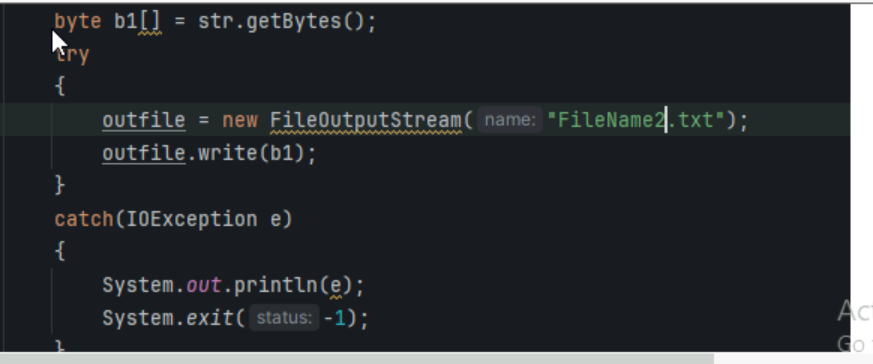 byte b1[] = str.getBytes();
try
{
outfile = new FileOutputStream( name: "FileName2.txt");
outfile.write(b1);
}
catch(IOException e)
{
System.out.println(e);
System.exit( status: -1);
}
Go